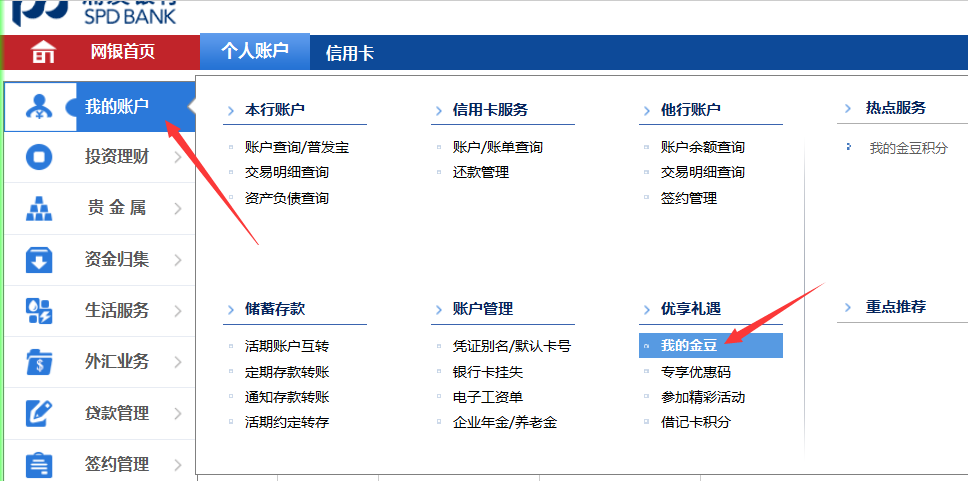 SPD BANK
网银首页
个人账户
信用卡
我的账户
投资理财
贵金属
资金归集
生活服务
外汇业务
贷款管理
签约管理
本行账户
账户查询/普发宝
交易明细查询
资产负债查询
信用卡服务
账户/账单查询
还款管理
他行账户
账户余额查询
交易明细查询
签约管理
热点服务
我的金豆积分
储蓄存款
活期账户互转
定期存款转账
通知存款转账
活期约定转存
账户管理
凭证别名/默认卡号
银行卡挂失
电子工资单
企业年金/养老金
优享礼遇
我的金豆
专享优惠码
参加精彩活动
借记卡积分
重点推荐